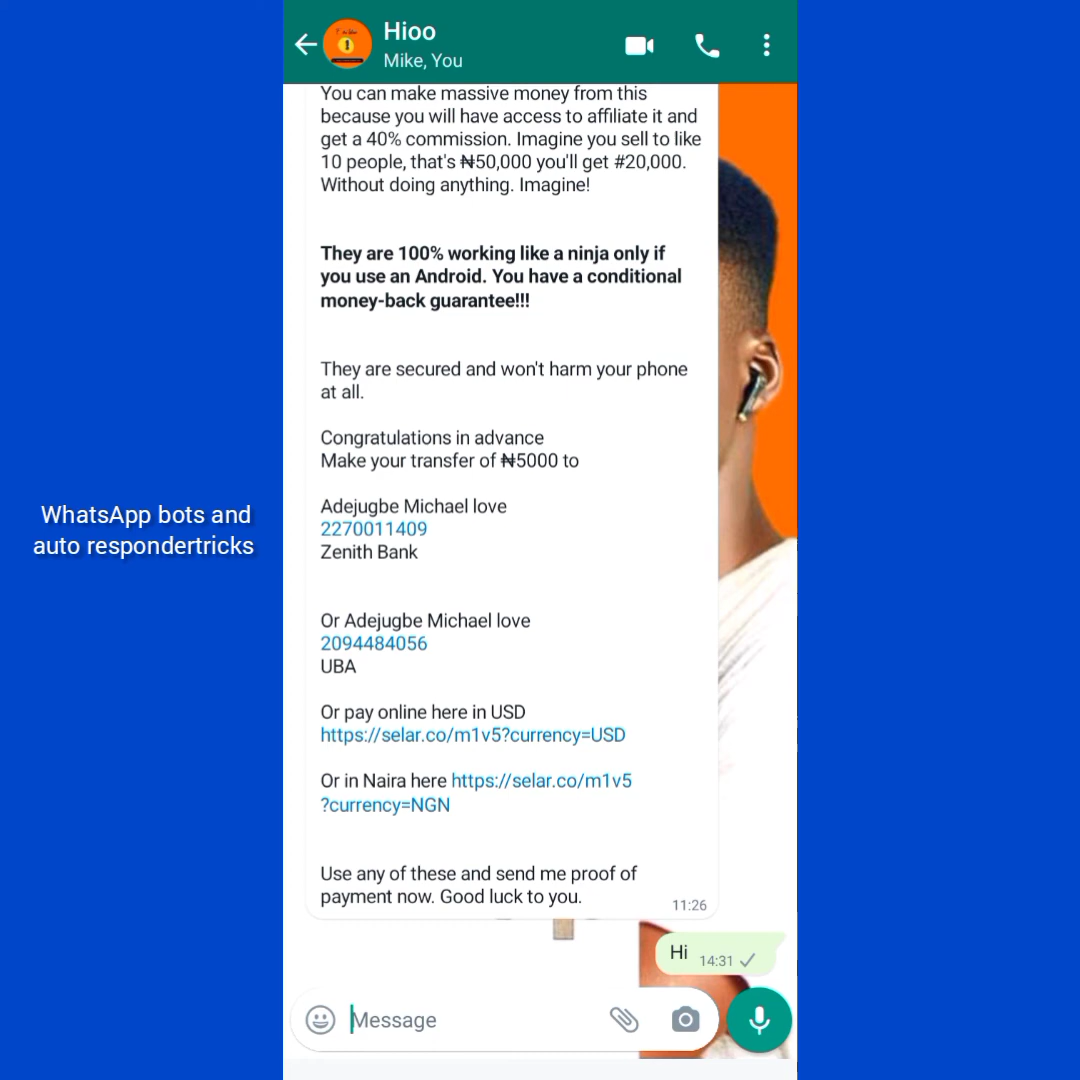 Hioo
Mike, You
You can make massive money from this
because you will have access to affiliate it and
get a 40% commission. Imagine you sell to like
10 people, that's ₦50,000 you'll get #20,000.
Without doing anything. Imagine!
They are 100% working like a ninja only if
you use an Android. You have a conditional
money-back guarantee!!!
They are secured and won't harm your phone
at all.
Congratulations in advance
Make your transfer of ₦5000 to
Adejugbe Michael love
2270011409
Zenith Bank
Or Adejugbe Michael love
2094484056
UBA
Or pay online here in USD
https://selar.co/m1v5?currency=USD
Or in Naira here https://selar.co/m1v5
?currency=NGN
Use any of these and send me proof of
payment now. Good luck to you.
11:26
Hi 14:31
Message
WhatsApp bots and
auto respondertricks